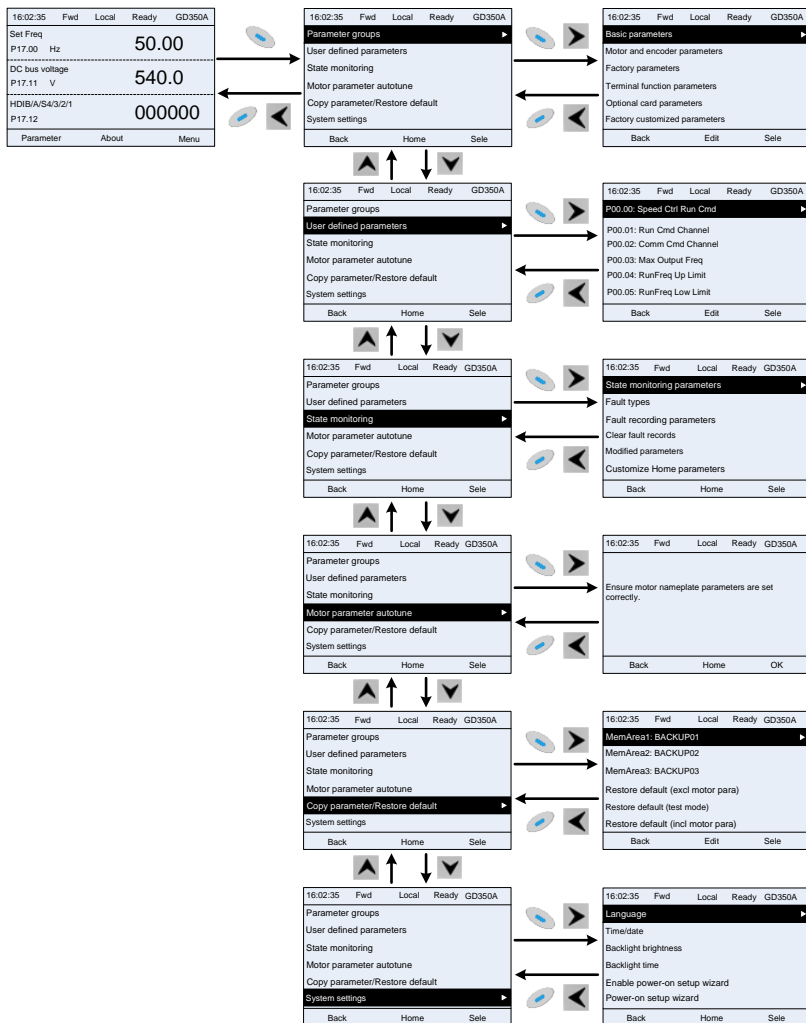 16:02:35 Fwd Local Ready GD350A
Set Freq
P17.00 Hz 50.00
DC bus voltage
P17.11 V 540.0
HDIB/A/S4/3/2/1
P17.12 000000
Parameter About Menu
16:02:35 Fwd Local Ready GD350A
Parameter groups
User defined parameters
State monitoring
Motor parameter autotune
Copy parameter/Restore default
System settings
Back Home Sele
16:02:35 Fwd Local Ready GD350A
Basic parameters
Motor and encoder parameters
Factory parameters
Terminal function parameters
Optional card parameters
Factory customized parameters
Back Edit Sele
16:02:35 Fwd Local Ready GD350A
Parameter groups
User defined parameters
State monitoring
Motor parameter autotune
Copy parameter/Restore default
System settings
Back Home Sele
16:02:35 Fwd Local Ready GD350A
P00.00: Speed Ctrl Run Cmd
P00.01: Run Cmd Channel
P00.02: Comm Cmd Channel
P00.03: Max Output Freq
P00.04: RunFreq Up Limit
P00.05: RunFreq Low Limit
Back Edit Sele
16:02:35 Fwd Local Ready GD350A
Parameter groups
User defined parameters
State monitoring
Motor parameter autotune
Copy parameter/Restore default
System settings
Back Home Sele
16:02:35 Fwd Local Ready GD350A
State monitoring parameters
Fault types
Fault recording parameters
Clear fault records
Modified parameters
Customize Home parameters
Back Home Sele
16:02:35 Fwd Local Ready GD350A
Parameter groups
User defined parameters
State monitoring
Motor parameter autotune
Copy parameter/Restore default
System settings
Back Home Sele
16:02:35 Fwd Local Ready GD350A
Ensure motor nameplate parameters are set
correctly.
Back Home OK
16:02:35 Fwd Local Ready GD350A
Parameter groups
User defined parameters
State monitoring
Motor parameter autotune
Copy parameter/Restore default
System settings
Back Home Sele
16:02:35 Fwd Local Ready GD350A
MemArea1: BACKUP01
MemArea2: BACKUP02
MemArea3: BACKUP03
Restore default (excl motor para)
Restore default (test mode)
Restore default (incl motor para)
Back Edit Sele
16:02:35 Fwd Local Ready GD350A
Parameter groups
User defined parameters
State monitoring
Motor parameter autotune
Copy parameter/Restore default
System settings
Back Home Sele
16:02:35 Fwd Local Ready GD350A
Language
Time/date
Backlight brightness
Backlight time
Enable power-on setup wizard
Power-on setup wizard
Back Home Sele